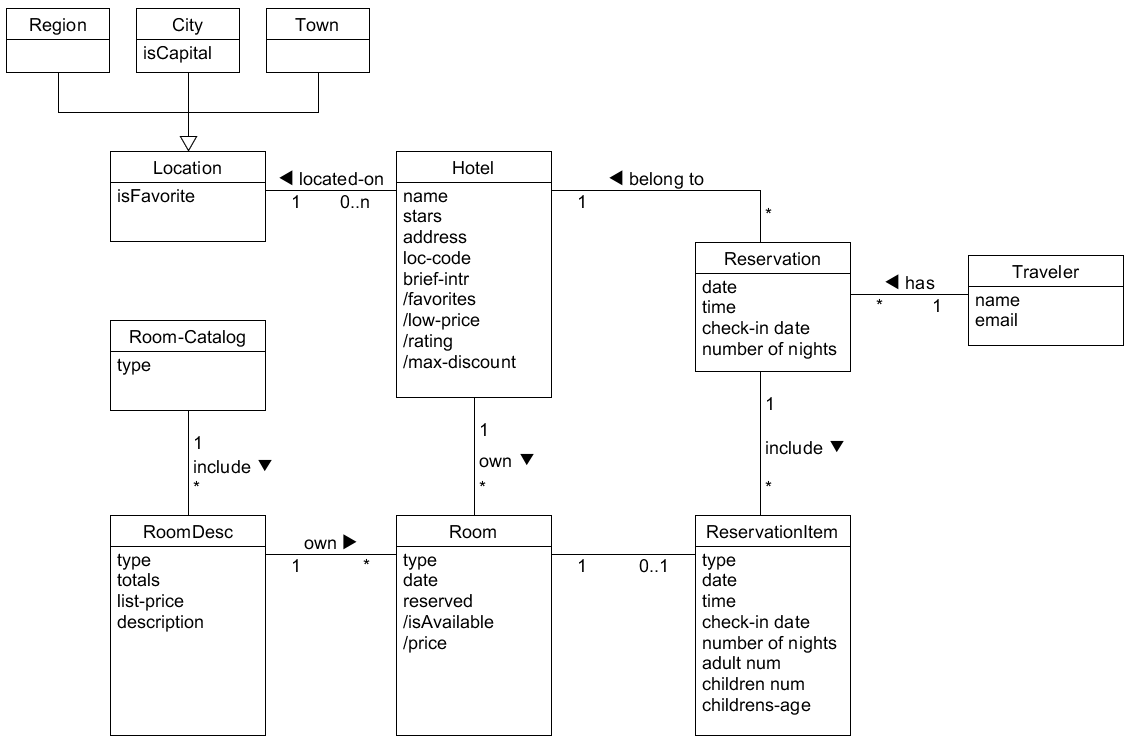 Region
City
isCapital
Town
Location
isFavorite
◀ located-on
1
0..n
Hotel
name
stars
address
loc-code
brief-intr
/favorites
/low-price
/rating
/max-discount
◀ belong to
1
*
Reservation
date
time
check-in date
number of nights
◀ has
*
1
Traveler
name
email
Room-Catalog
type
1
include ▼
*
1
own ▼
*
1
include ▼
*
RoomDesc
type
totals
list-price
description
own ▶
1
*
Room
type
date
reserved
/isAvailable
/price
1
0..1
ReservationItem
type
date
time
check-in date
number of nights
adult num
children num
childrens-age